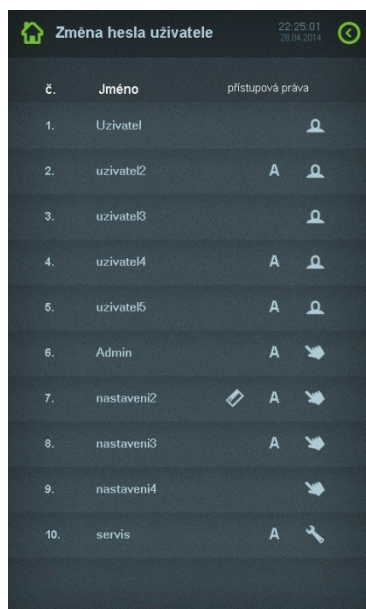 Změna hesla uživatele 22:25:01
28.04.2014
č. Jméno přístupová práva
1. Uzivatel
2. uzivatel2 A
3. uzivatel3
4. uzivatel4 A
5. uzivatel5 A
6. Admin A
7. nastaveni2 A
8. nastaveni3 A
9. nastaveni4
10. servis A